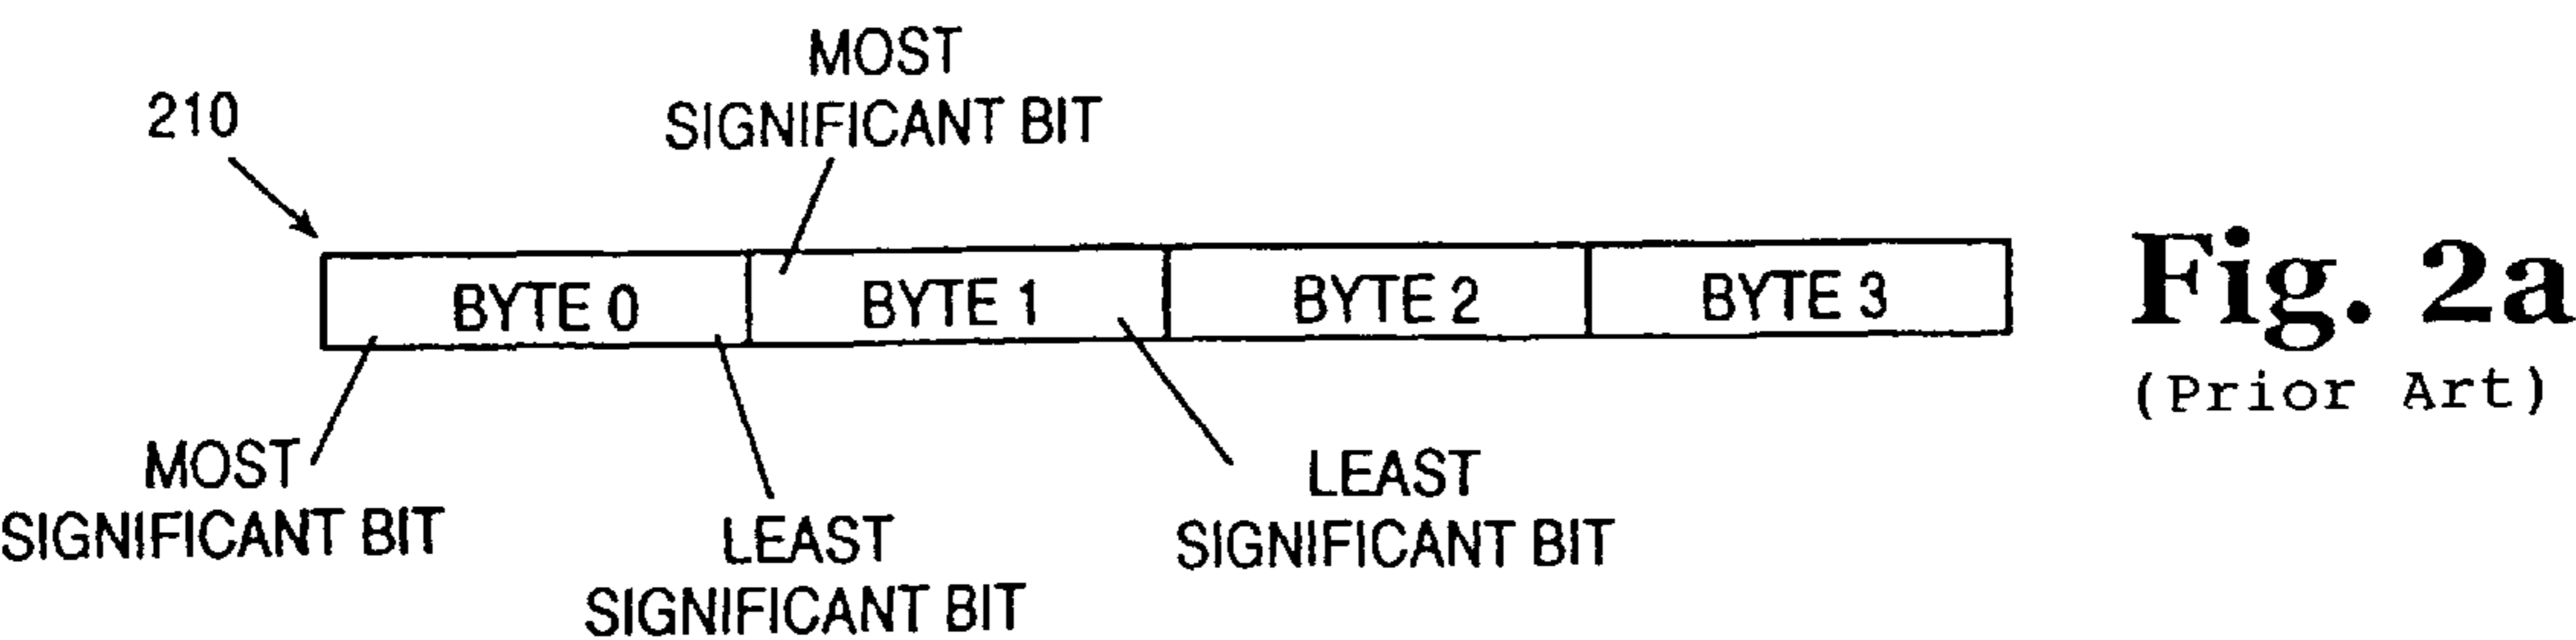 MOST
SIGNIFICANT BIT
210
BYTE 0
BYTE 1
BYTE 2
BYTE 3
Fig. 2a
(Prior Art)
MOST
SIGNIFICANT BIT
LEAST
SIGNIFICANT BIT
LEAST
SIGNIFICANT BIT